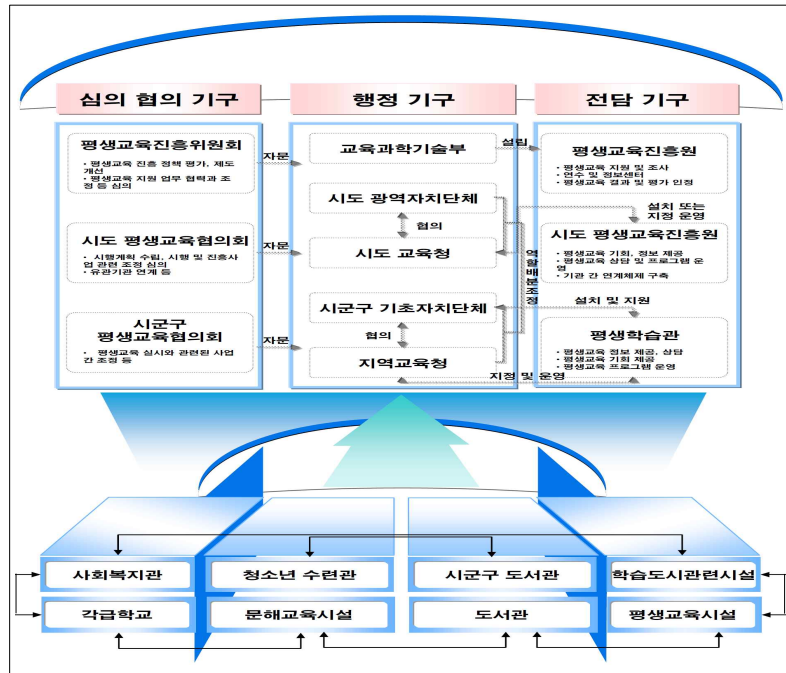 심의 협의 기구
행정 기구
전담 기구
평생교육진흥위원회
• 평생교육 진흥 정책 평가, 제도
개선
• 평생교육 지원 업무 협력과 조
정 등 심의
자문
교육과학기술부
설립
평생교육진흥원
• 평생교육 지원 및 조사
• 연수 및 정보센터
• 평생교육 결과 및 평가 인정
시도 광역자치단체
설치 또는
지정 운영
협의
시도 평생교육협의회
• 시행계획 수립, 시행 및 진흥사
업 관련 조정 심의
• 유관기관 연계 등
자문
시도 교육청
역할배분조정
시도 평생교육진흥원
• 평생교육 기회, 정보 제공
• 평생교육 상담 및 프로그램 운
영
• 기관 간 연계체제 구축
시군구 기초자치단체
설치 및 지원
시군구
평생교육협의회
• 평생교육 실시와 관련된 사업
간 조정 등
자문
협의
지역교육청
평생학습관
• 평생교육 정보 제공, 상담
• 평생교육 기회 제공
• 평생교육 프로그램 운영
지정 및 운영
사회복지관
청소년 수련관
시군구 도서관
학습도시관련시설
각급학교
문해교육시설
도서관
평생교육시설